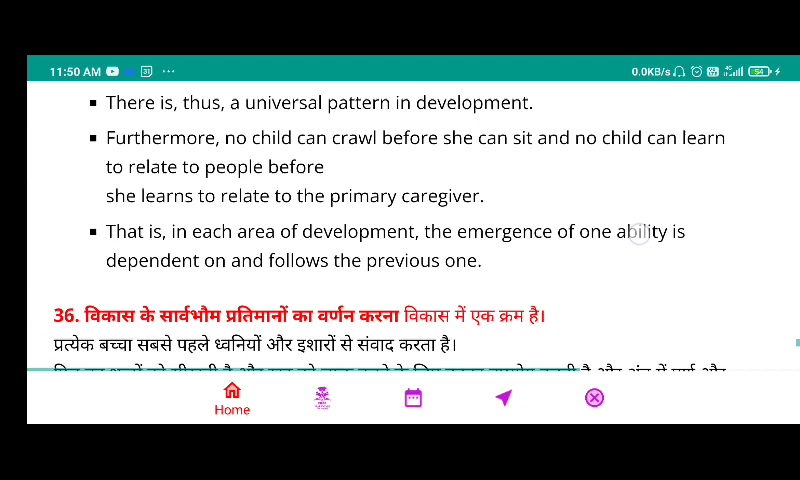 11:50 AM
31
0.0KB/s
4G
54
There is, thus, a universal pattern in development.
Furthermore, no child can crawl before she can sit and no child can learn
to relate to people before
she learns to relate to the primary caregiver.
That is, in each area of development, the emergence of one ability is
dependent on and follows the previous one.
36. विकास के सार्वभौम प्रतिमानों का वर्णन करना विकास में एक क्रम है।
प्रत्येक बच्चा सबसे पहले ध्वनियों और इशारों से संवाद करता है।
Home